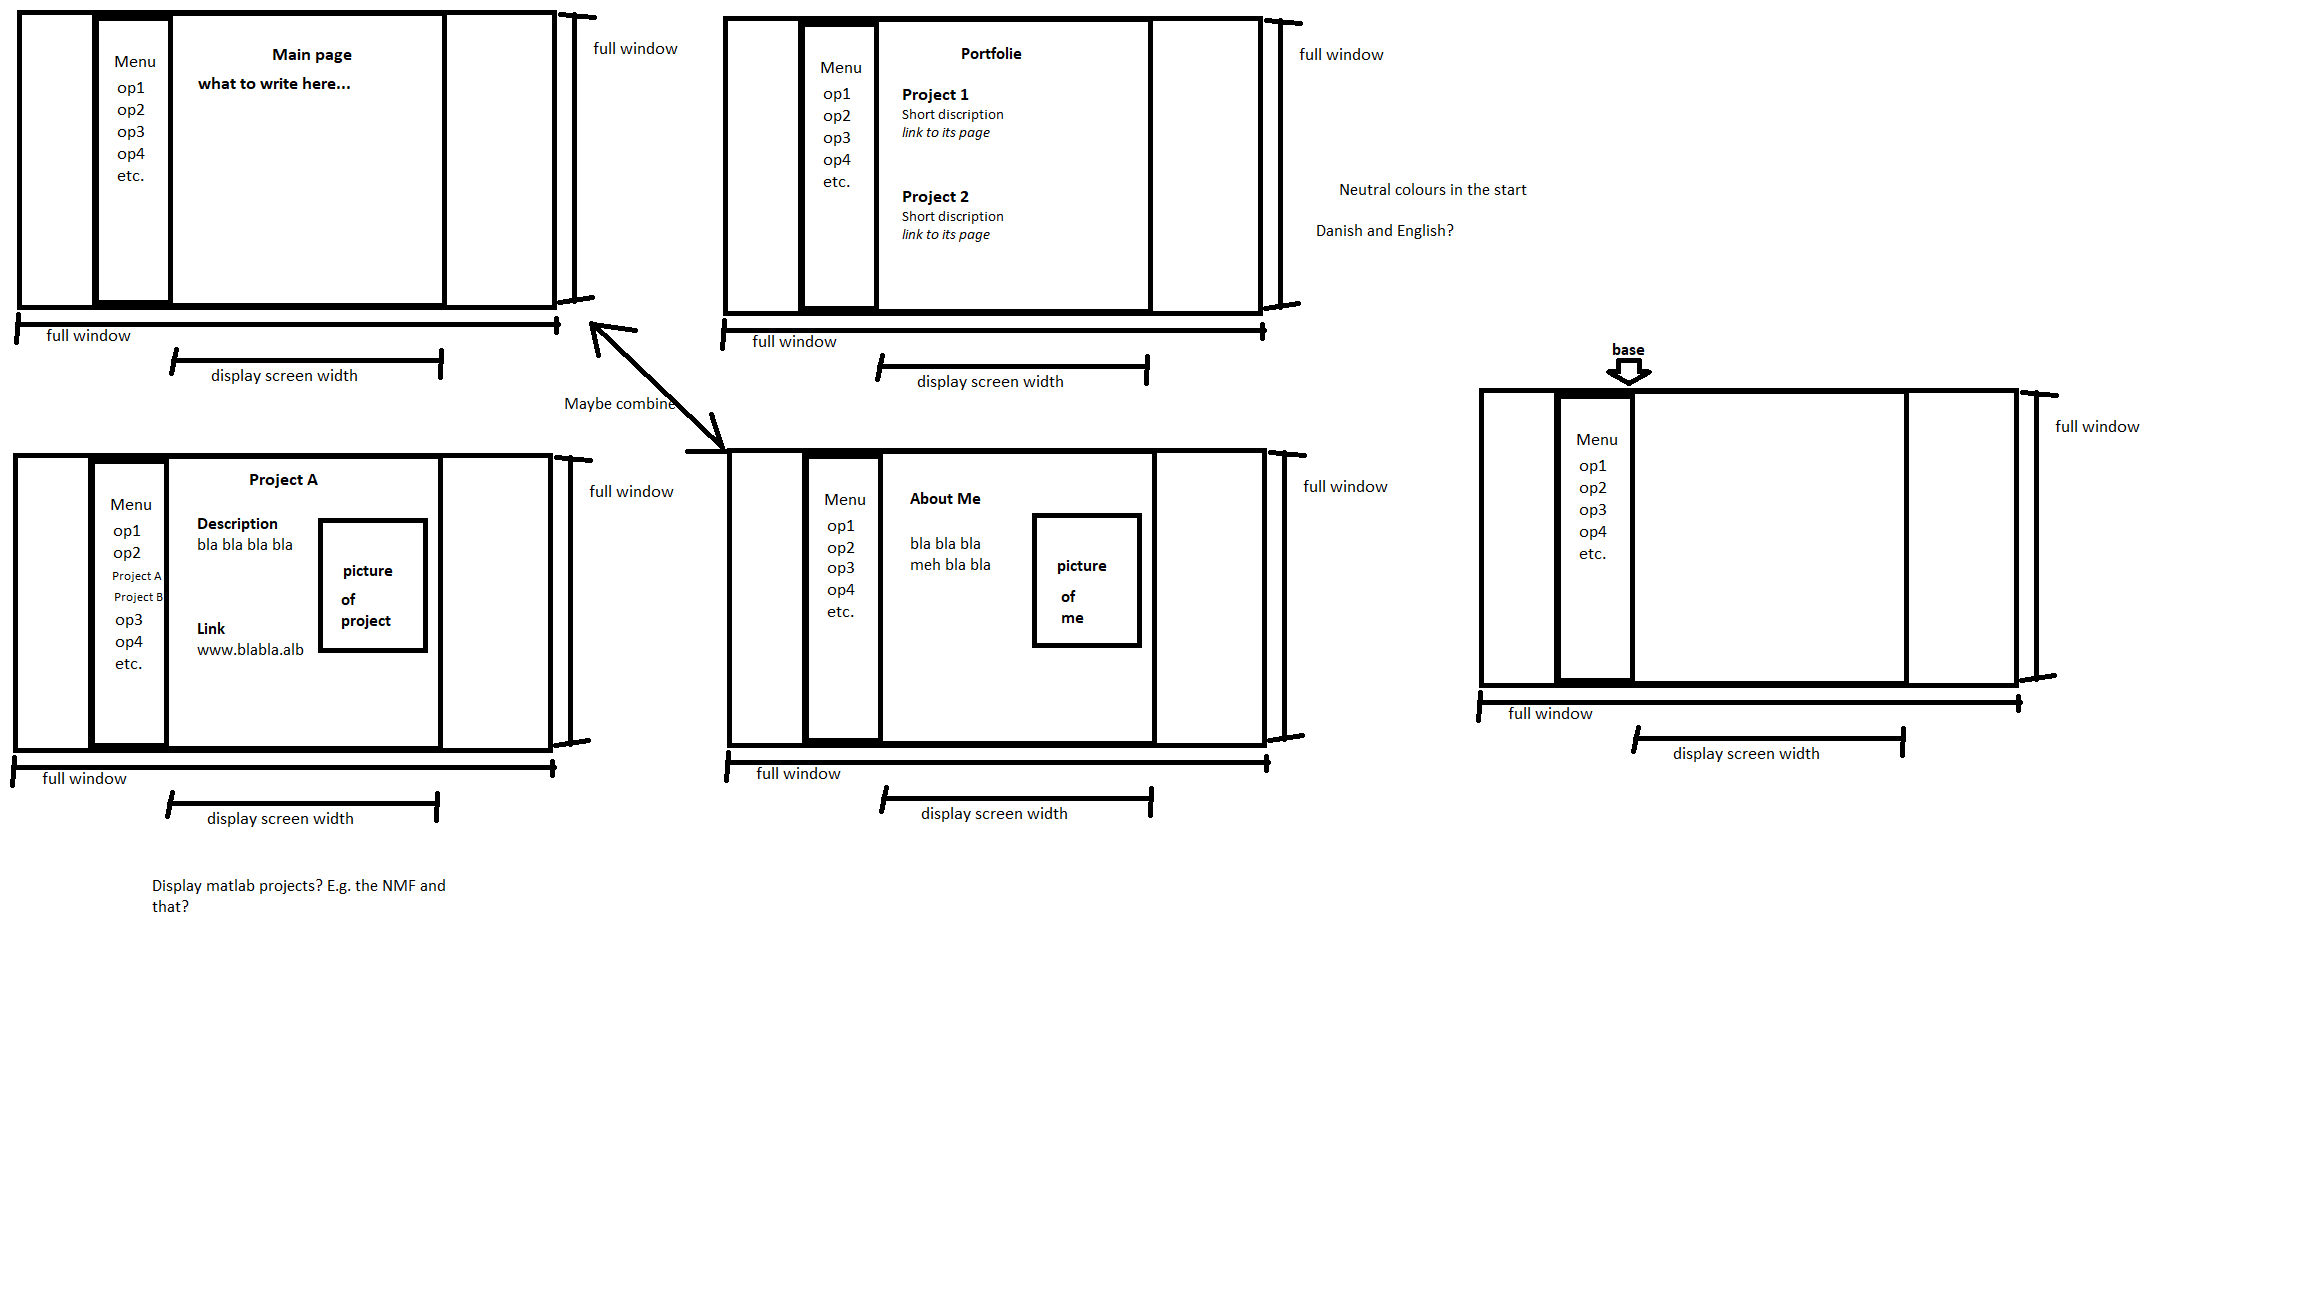 Main page
what to write here...
Menu
op1
op2
op3
op4
etc.
full window
full window
display screen width
Portfolie
Menu
op1
op2
op3
op4
etc.
Project 1
Short discription
link to its page
Project 2
Short discription
link to its page
full window
full window
display screen width
Neutral colours in the start
Danish and English?
Maybe combine
Project A
Menu
op1
op2
Project A
Project B
op3
op4
etc.
Description
bla bla bla bla
Link
www.blabla.alb
picture
of
project
full window
full window
display screen width
Display matlab projects? E.g. the NMF and
that?
About Me
Menu
op1
op2
op3
op4
etc.
bla bla bla
meh bla bla
picture
of
me
full window
full window
display screen width
base
Menu
op1
op2
op3
op4
etc.
full window
full window
display screen width